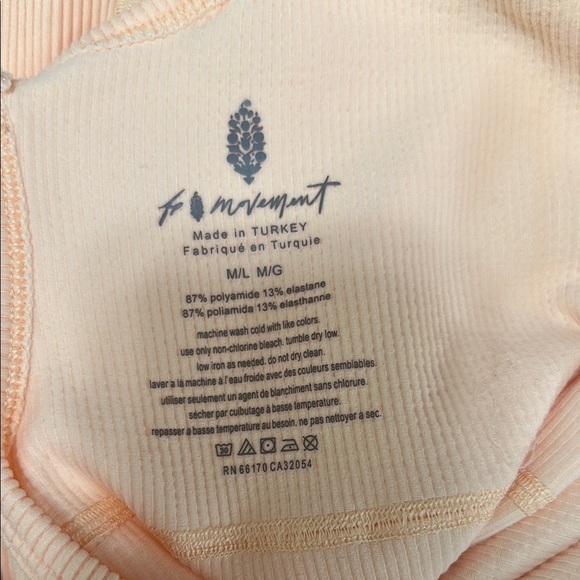 fp movement
Made in TURKEY
Fabriqué en Turquie
M/L M/G
87% polyamide 13% elastane
87% poliamida 13% elasthanne
machine wash cold with like colors.
use only non-chlorine bleach. tumble dry low.
low iron as needed. do not dry clean.
laver a la machine à l'eau froide avec des couleurs semblables.
utiliser seulement un agent de blanchiment sans chlorure.
sécher par culbutage à basse temperature.
repasser a basse temperature au besoin. ne pas nettoyer a sec.
30
RN 66170 CA32054